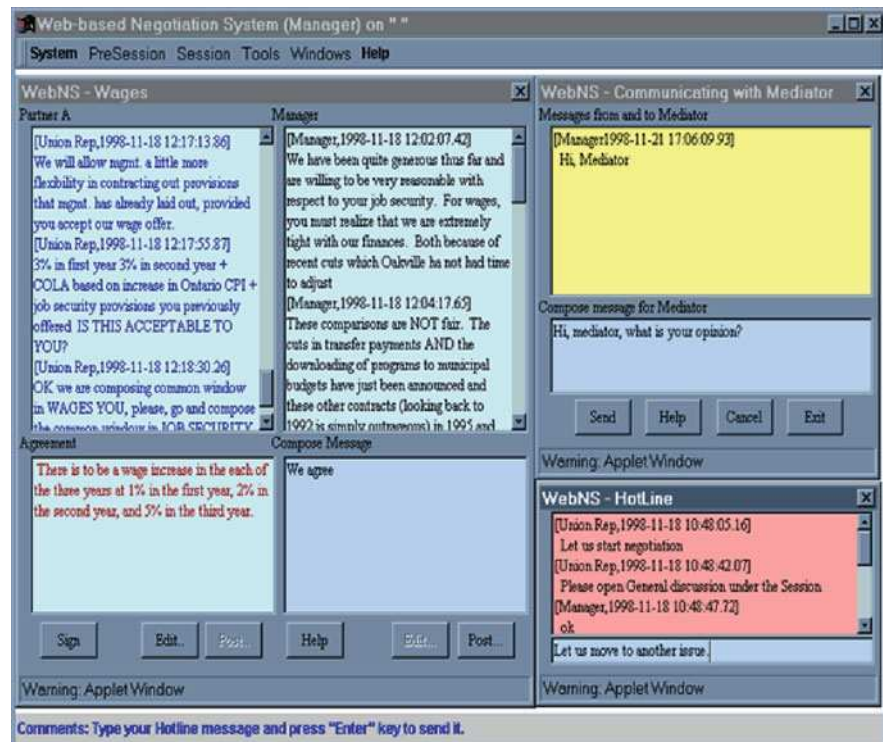 Web-based Negotiation System (Manager) on " "
System PreSession Session Tools Windows Help
WebNS - Wages
Partner A
[Union Rep,1998-11-18 12:17:13.86]
We will allow mgmt. a little more
flexibility in contracting out provisions
that mgmt. has already laid out, provided
you accept our wage offer.
[Union Rep,1998-11-18 12:17:55.87]
3% in first year 3% in second year +
COLA based on increase in Ontario CPI +
job security provisions you previously
offered IS THIS ACCEPTABLE TO
YOU?
[Union Rep,1998-11-18 12:18:30.26]
OK we are composing common window
in WAGES YOU, please, go and compose
the common window in JOB SECURITY
Manager
[Manager,1998-11-18 12:02:07.42]
We have been quite generous thus far and
are willing to be very reasonable with
respect to your job security. For wages,
you must realize that we are extremely
tight with our finances. Both because of
recent cuts which Oakville ha not had time
to adjust
[Manager,1998-11-18 12:04:17.65]
These comparisons are NOT fair. The
cuts in transfer payments AND the
downloading of programs to municipal
budgets have just been announced and
these other contracts (looking back to
1992 is simply outrageous) in 1995 and
Agreement
There is to be a wage increase in the each of
the three years at 1% in the first year, 2% in
the second year, and 5% in the third year.
Compose Message
We agree
Sign Edit.. Post... Help Edit... Post...
Warning: Applet Window
WebNS - Communicating with Mediator
Messages from and to Mediator
[Manager1998-11-21 17:06:09.93]
Hi, Mediator
Compose message for Mediator
Hi, mediator, what is your opinion?
Send Help Cancel Exit
Warning: Applet Window
WebNS - HotLine
[Union Rep,1998-11-18 10:48:05.16]
Let us start negotiation
[Union Rep,1998-11-18 10:48:42.07]
Please open General discussion under the Session
[Manager,1998-11-18 10:48:47.72]
ok
Let us move to another issue.
Warning: Applet Window
Comments: Type your Hotline message and press "Enter" key to send it.